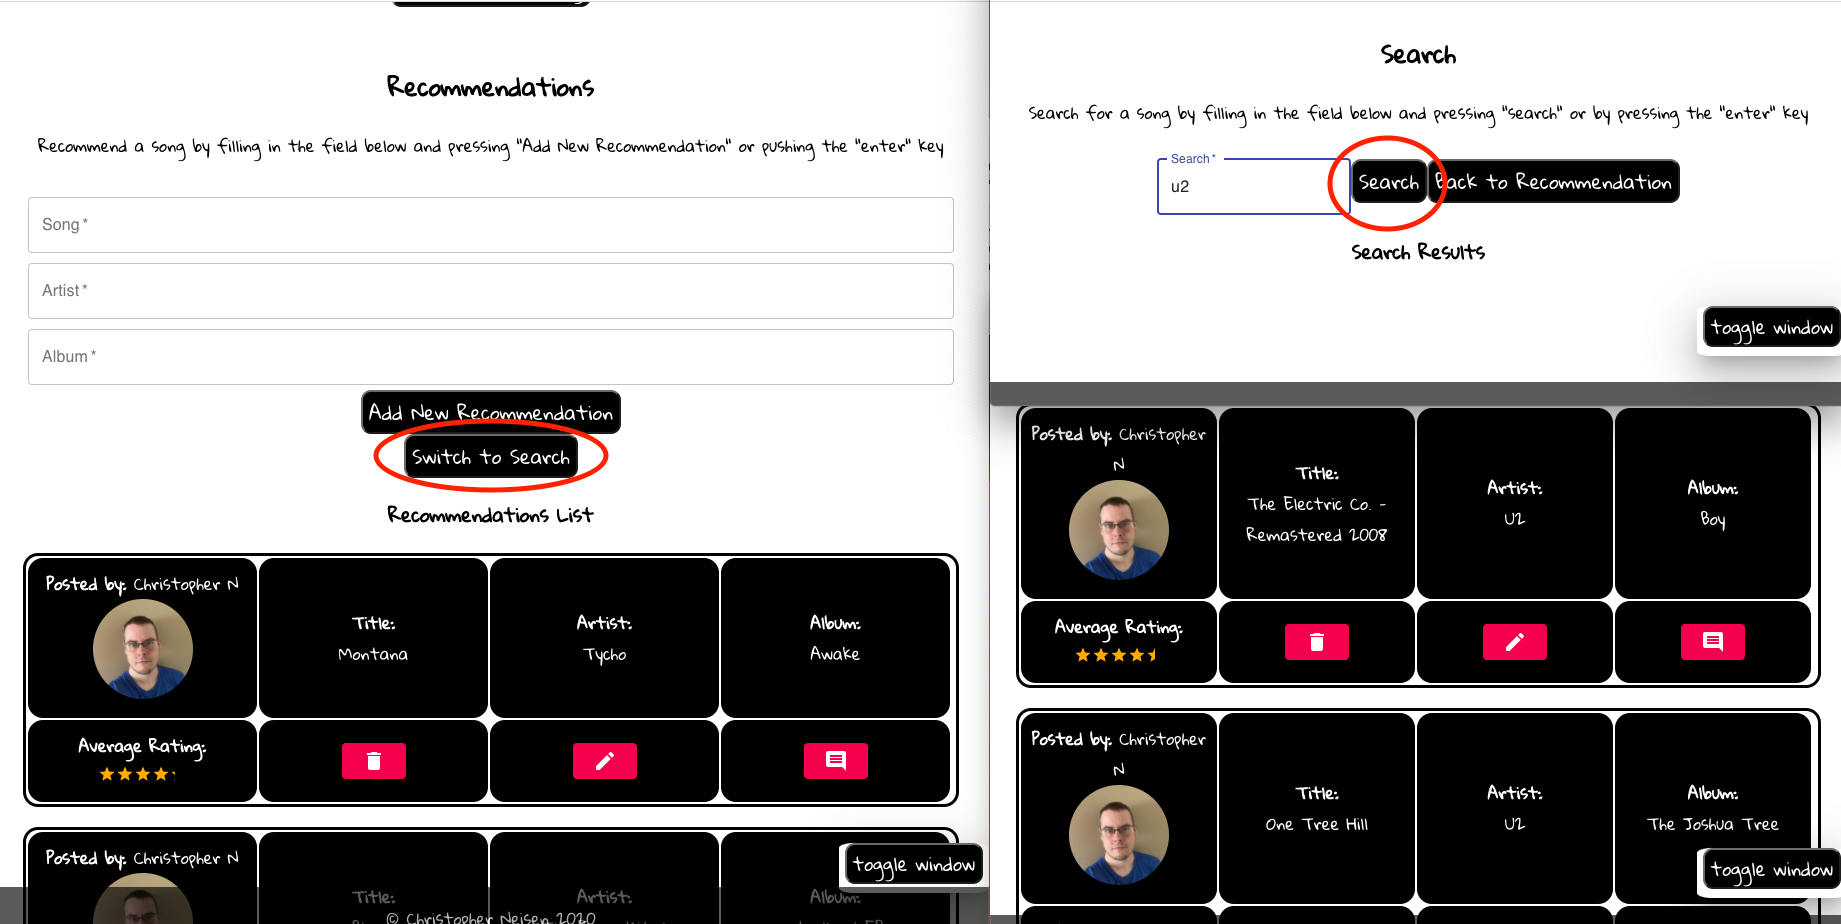 Recommendations
Recommend a song by filling in the field below and pressing "Add New Recommendation" or pushing the "enter" key
Song *
Artist *
Album *
Add New Recommendation
Switch to Search
Recommendations List
Posted by: Christopher N
Title:
Montana
Artist:
Tycho
Album:
Awake
Average Rating:
Posted by: Christopher N
Title:
Artist:
Album:
toggle window
© Christopher Neisen 2020
Search
Search for a song by filling in the field below and pressing "search" or by pressing the "enter" key
Search *
u2
Search
Back to Recommendation
Search Results
toggle window
Posted by: Christopher
N
Title:
The Electric Co. -
Remastered 2008
Artist:
U2
Album:
Boy
Average Rating:
Posted by: Christopher
N
Title:
One Tree Hill
Artist:
U2
Album:
The Joshua Tree
toggle window